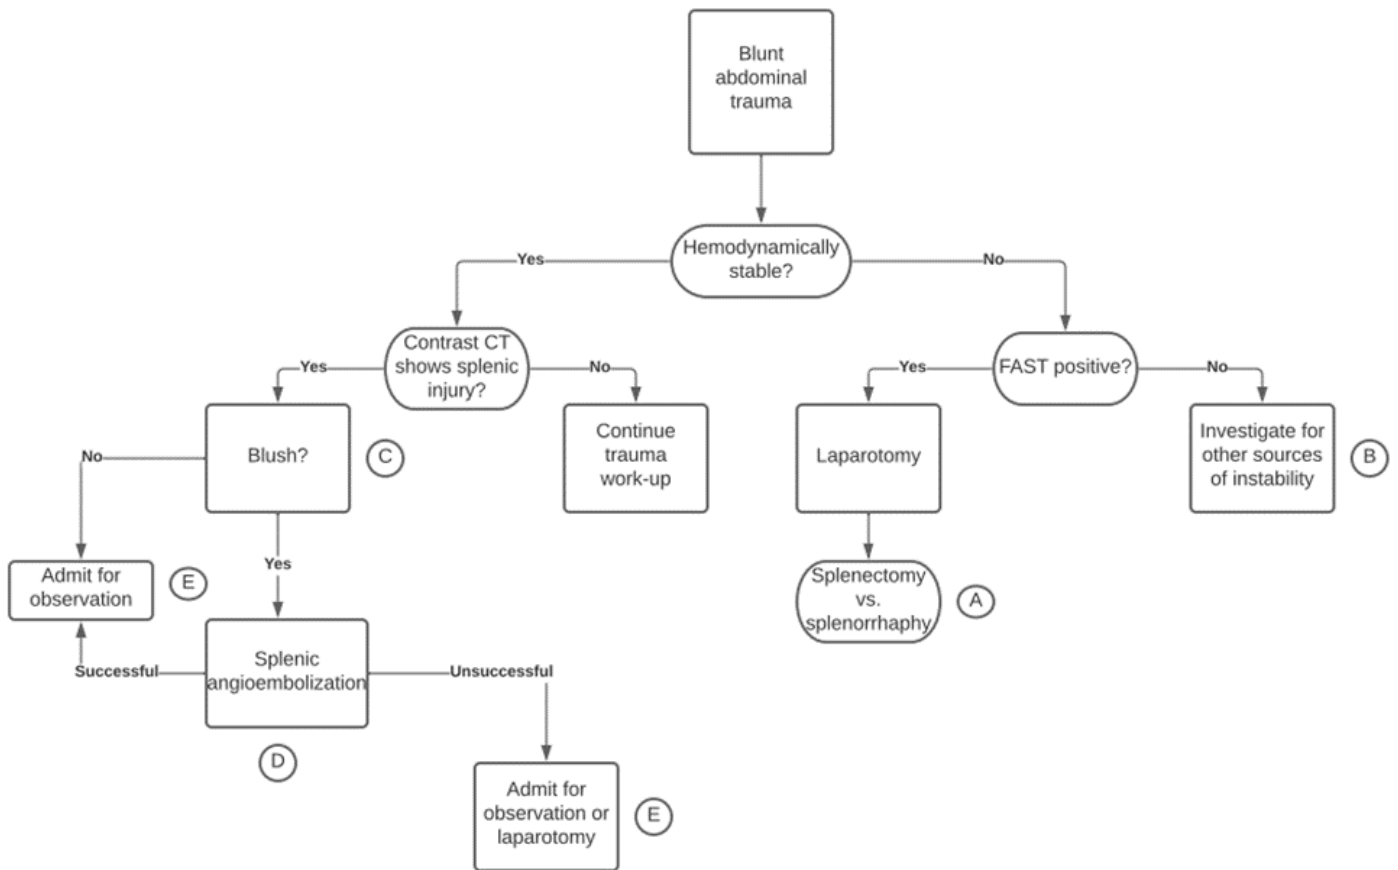 Blunt
abdominal
trauma
Hemodynamically
stable?
Yes
No
Contrast CT
shows splenic
injury?
FAST positive?
Yes
No
Yes
No
Blush?
C
Continue
trauma
work-up
Laparotomy
Investigate for
other sources
of instability
B
No
Yes
Admit for
observation
E
Splenectomy
vs.
splenorrhaphy
A
Splenic
angioembolization
Successful
Unsuccessful
D
Admit for
observation or
laparotomy
E